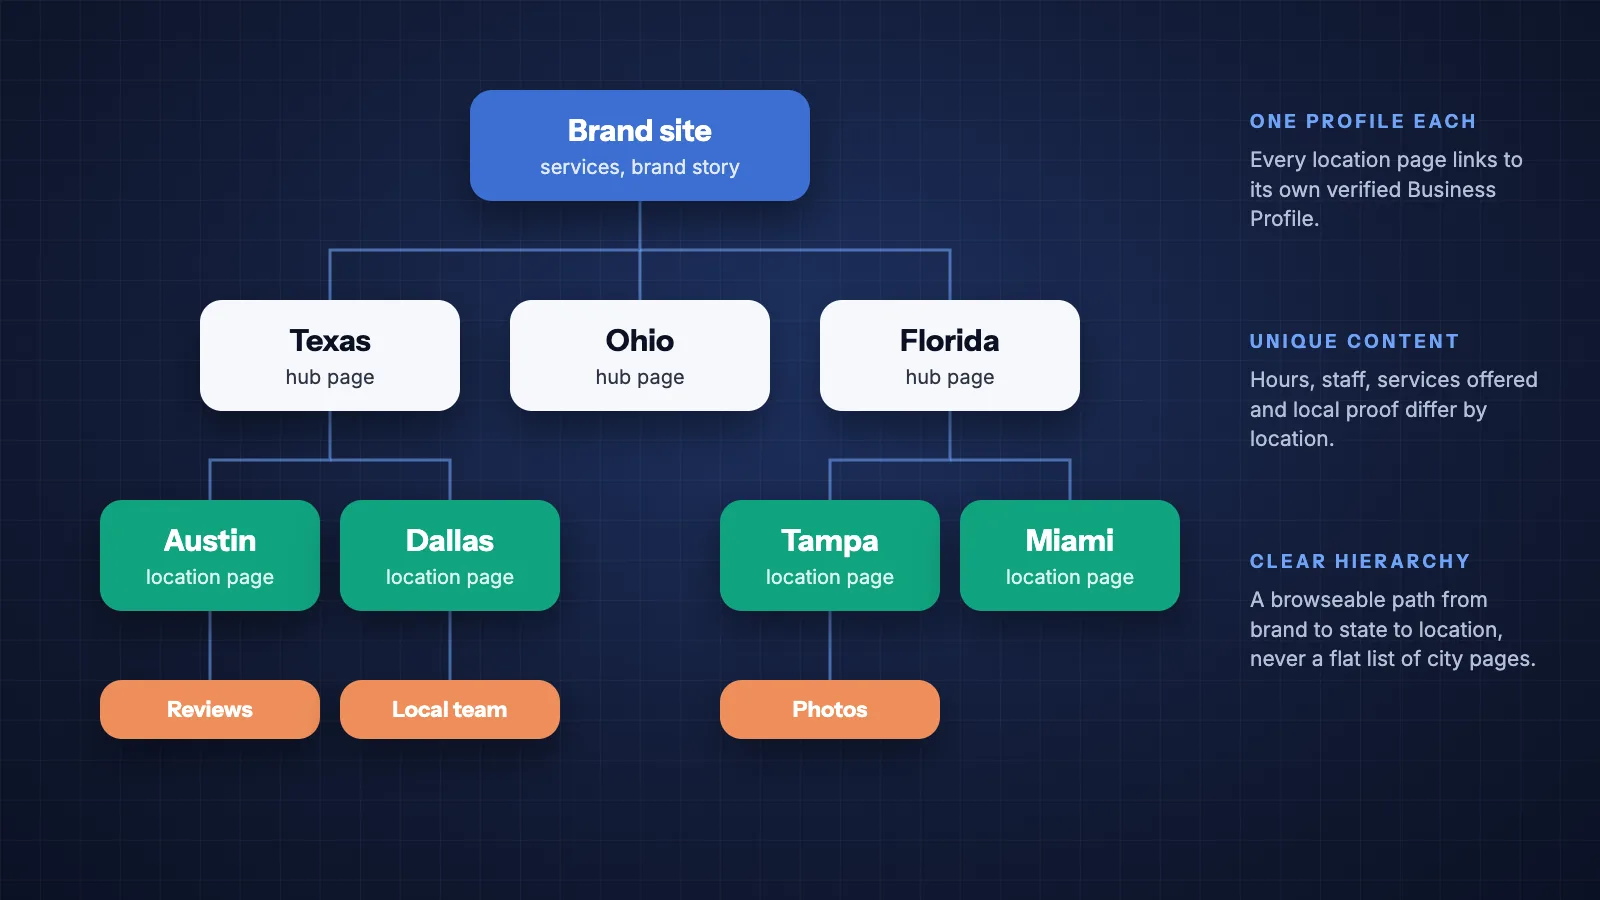 Brand site
services, brand story
Texas
hub page
Ohio
hub page
Florida
hub page
Austin
location page
Dallas
location page
Tampa
location page
Miami
location page
Reviews
Local team
Photos
ONE PROFILE EACH
Every location page links to
its own verified Business
Profile.
UNIQUE CONTENT
Hours, staff, services offered
and local proof differ by
location.
CLEAR HIERARCHY
A browseable path from
brand to state to location,
never a flat list of city pages.